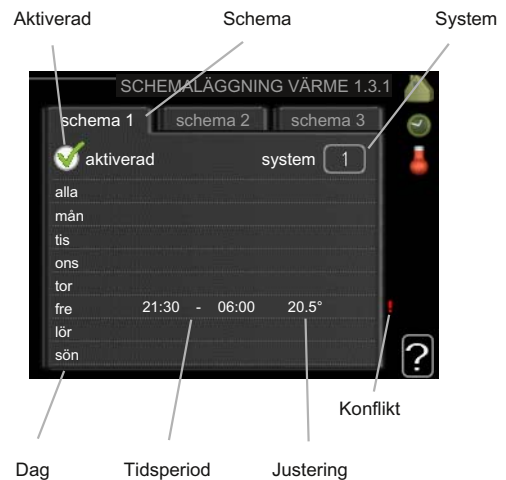 Aktiverad Schema System
SCHEMALÄGGNING VÄRME 1.3.1
schema 1 schema 2 schema 3
aktiverad system 1
alla
mån
tis
ons
tor
fre 21:30 - 06:00 20.5° !
lör
sön
?
Konflikt
Dag Tidsperiod Justering